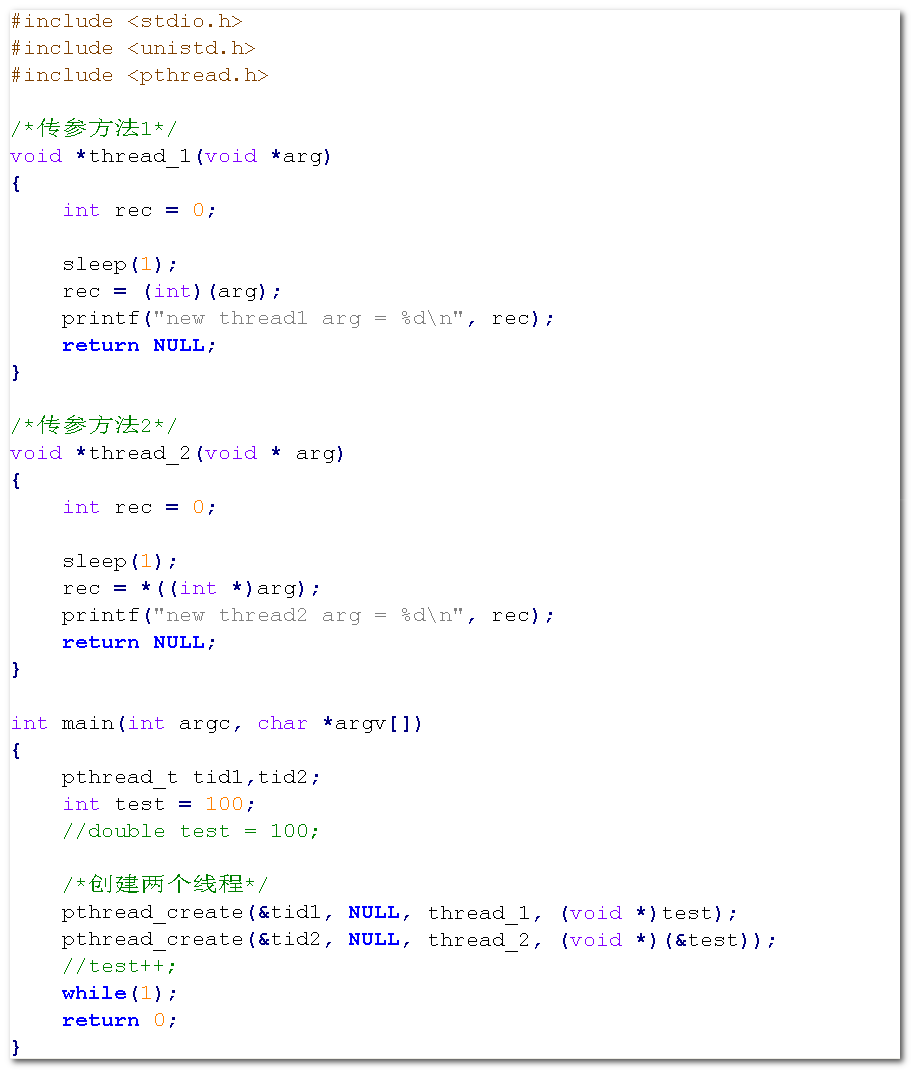 #include <stdio.h>
#include <unistd.h>
#include <pthread.h>

/*传参方法1*/
void *thread_1(void *arg)
{
    int rec = 0;

    sleep(1);
    rec = (int)(arg);
    printf("new thread1 arg = %d\n", rec);
    return NULL;
}

/*传参方法2*/
void *thread_2(void * arg)
{
    int rec = 0;

    sleep(1);
    rec = *((int *)arg);
    printf("new thread2 arg = %d\n", rec);
    return NULL;
}

int main(int argc, char *argv[])
{
    pthread_t tid1,tid2;
    int test = 100;
    //double test = 100;

    /*创建两个线程*/
    pthread_create(&tid1, NULL, thread_1, (void *)test);
    pthread_create(&tid2, NULL, thread_2, (void *)(&test));
    //test++;
    while(1);
    return 0;
}